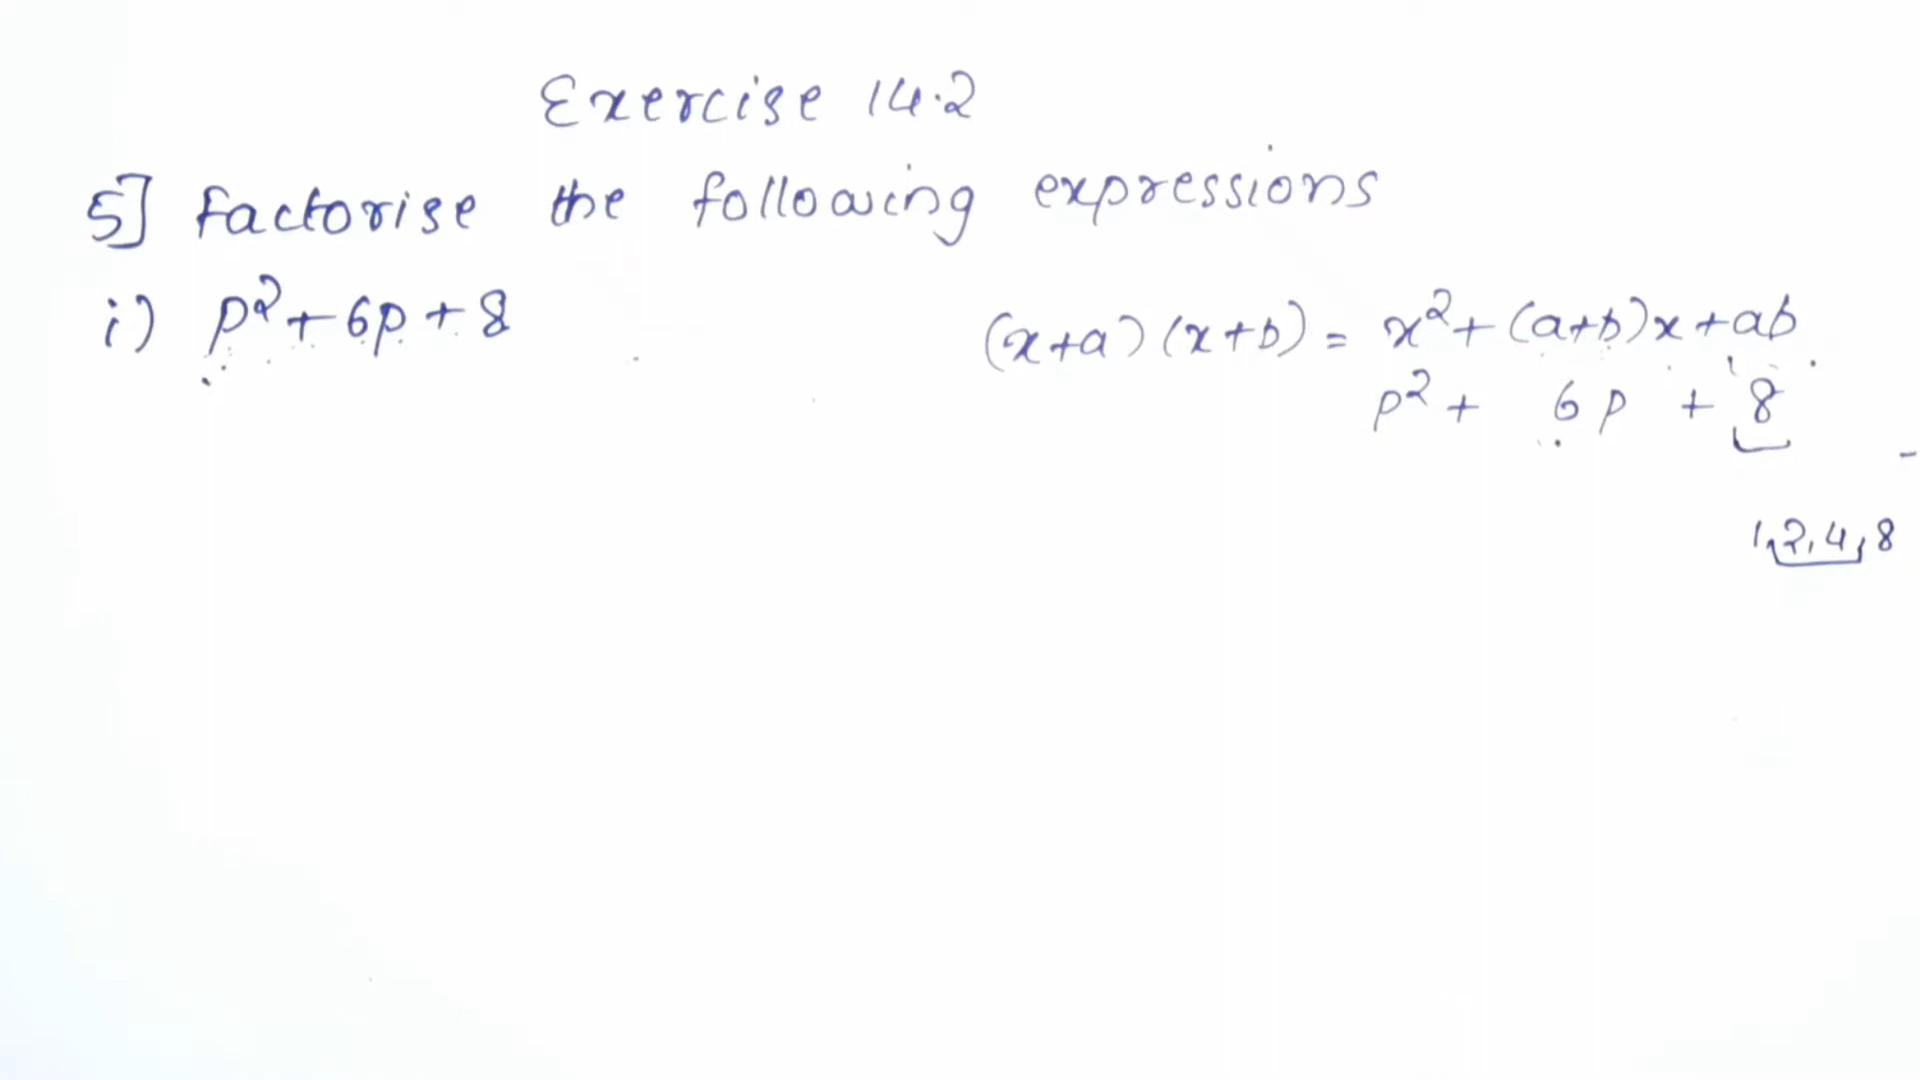 Exercise 14.2
5] Factorise the following expressions
i) p²+6p+8
(x+a)(x+b) = x²+(a+b)x+ab
p²+ 6p + 8
1,2,4,8